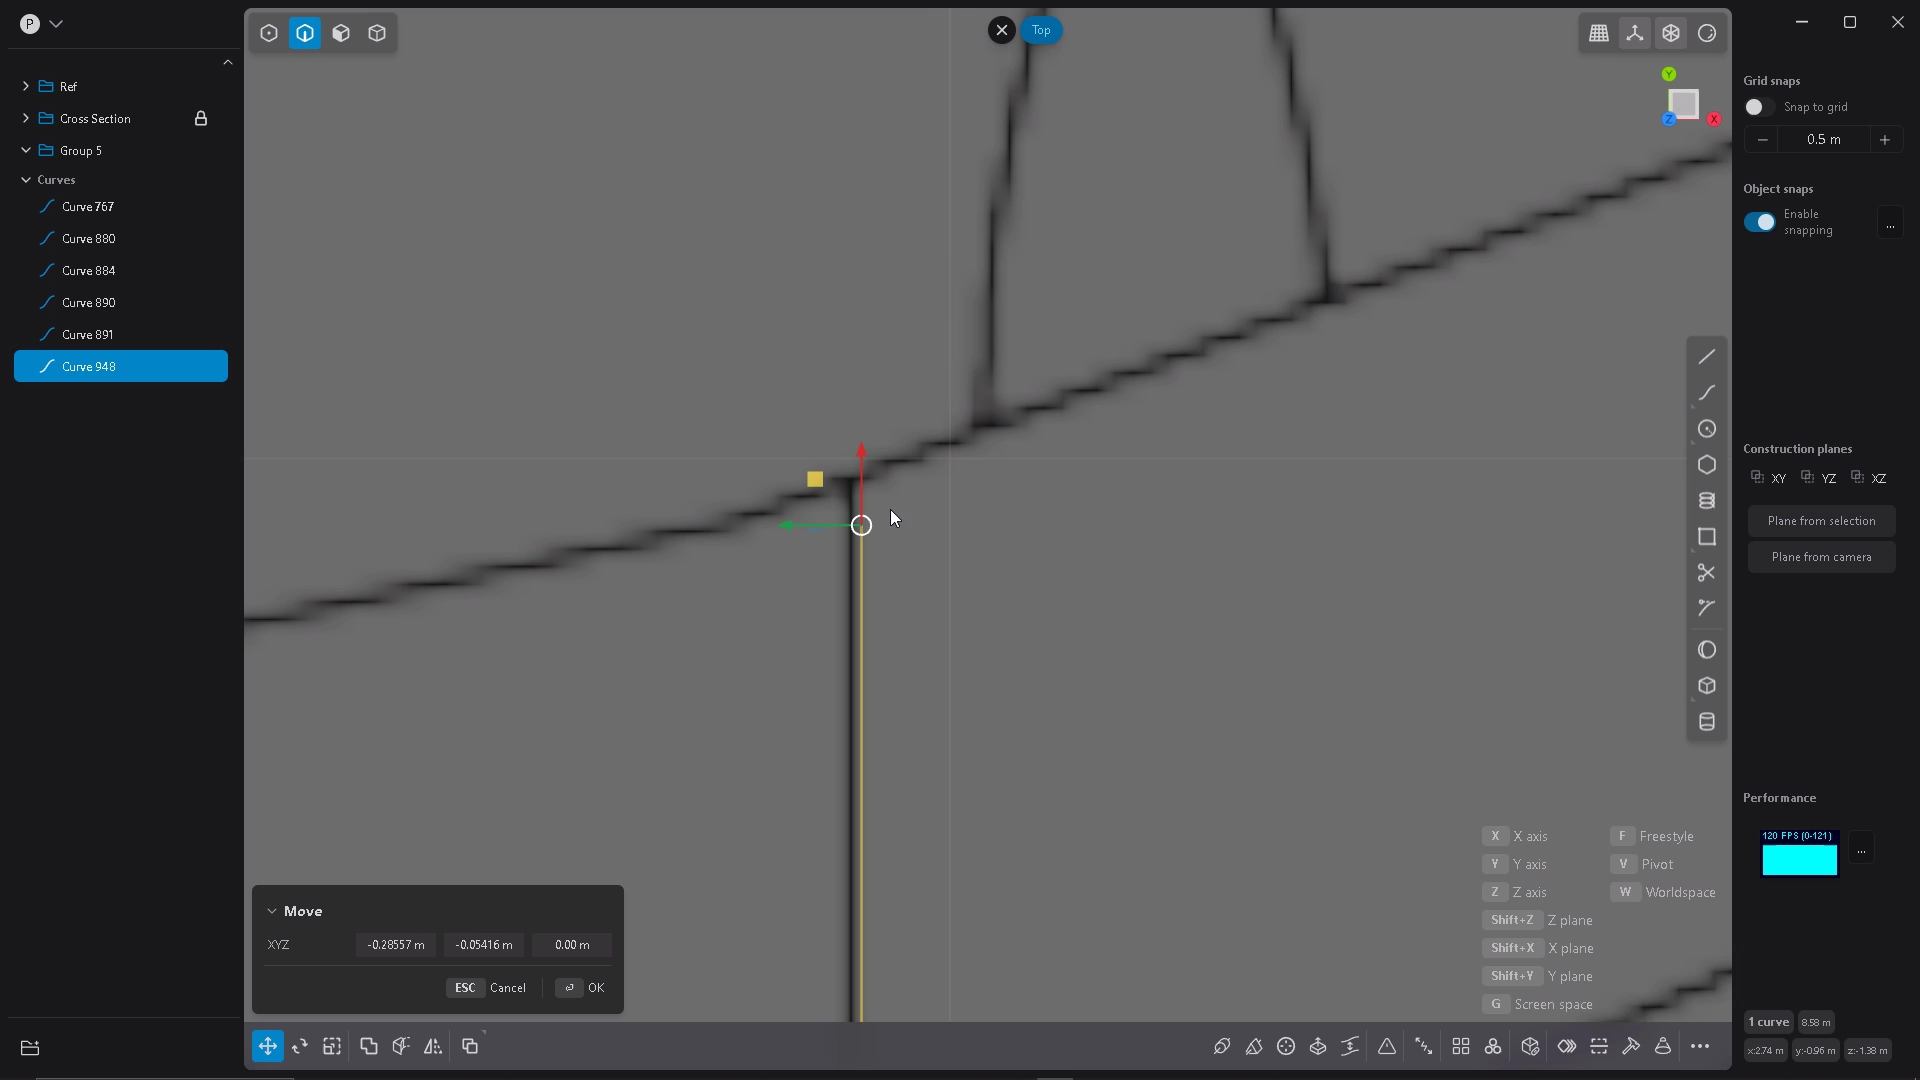 P
Ref
Cross Section
Group 5
Curves
Curve 767
Curve 880
Curve 884
Curve 890
Curve 891
Curve 948
Top
Y
Z
X
Grid snaps
Snap to grid
0.5 m
Object snaps
Enable
snapping
...
Construction planes
XY
YZ
XZ
Plane from selection
Plane from camera
Performance
120 FPS (0-121)
...
X X axis
F Freestyle
Y Y axis
V Pivot
Z Z axis
W Worldspace
Shift+Z Z plane
Shift+X X plane
Shift+Y Y plane
G Screen space
Move
XYZ
-0.28557 m
-0.05416 m
0.00 m
ESC Cancel
OK
1 curve
8.58 m
x:2.74 m
y:-0.96 m
z:-1.38 m